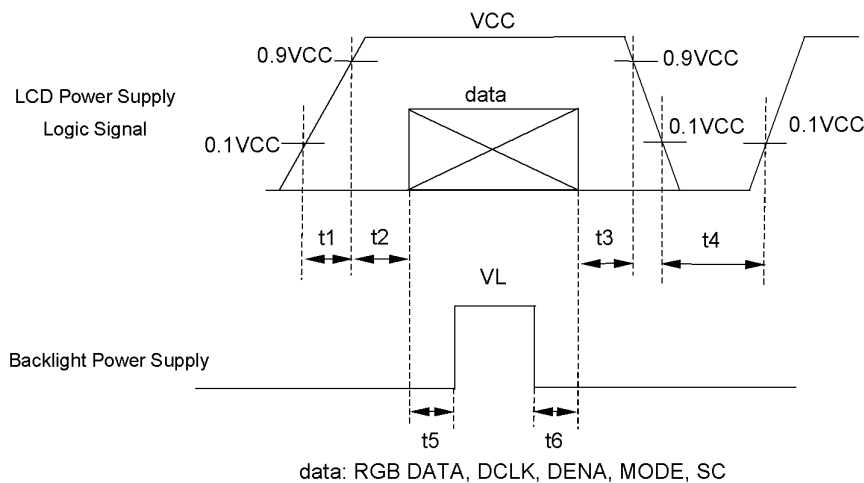 VCC
0.9VCC
0.9VCC
LCD Power Supply
Logic Signal
data
0.1VCC
0.1VCC
0.1VCC
t1
t2
t3
t4
VL
Backlight Power Supply
t5
t6
data: RGB DATA, DCLK, DENA, MODE, SC